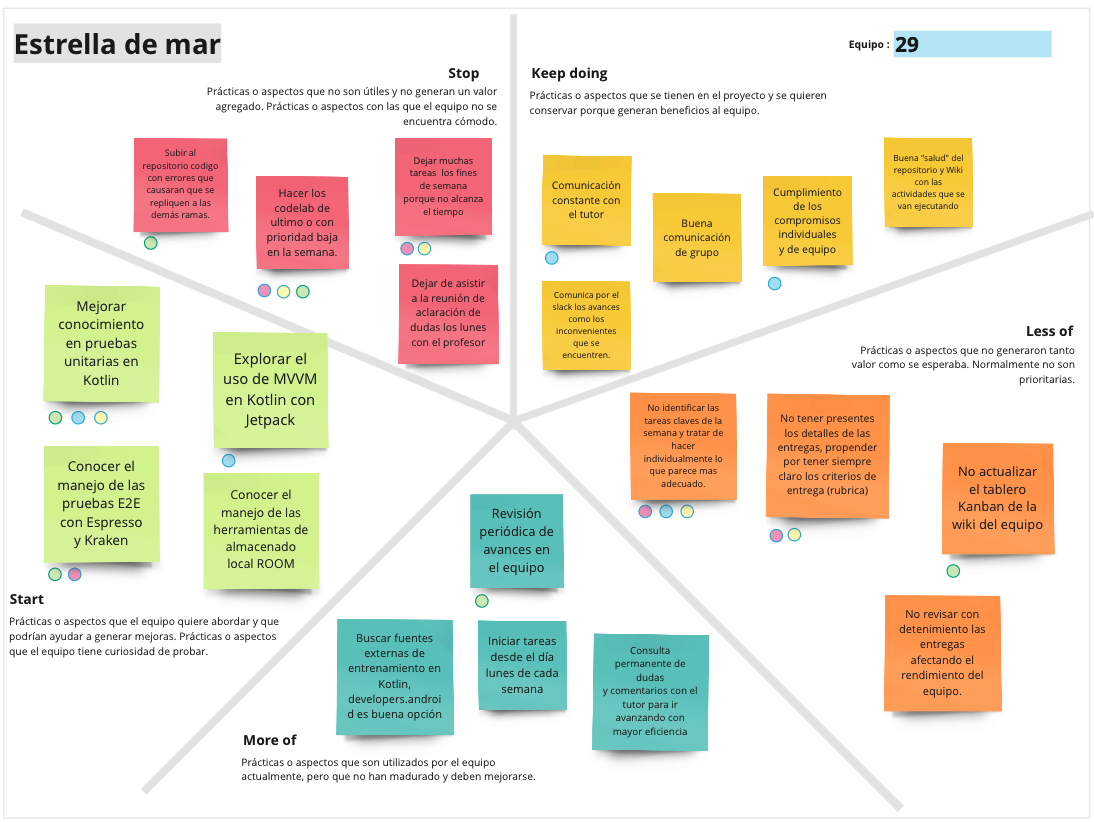 Estrella de mar
Equipo :
29
Stop
Prácticas o aspectos que no son útiles y no generan un valor
agregado. Prácticas o aspectos con las que el equipo no se
encuentra cómodo.
Subir al
repositorio codigo
con errores que
causaran que se
repliquen a las
demás ramas.
Hacer los
codelab de
ultimo o con
prioridad baja
en la semana.
Dejar muchas
tareas los fines
de semana
porque no alcanza
el tiempo
Dejar de asistir
a la reunión de
aclaración de
dudas los lunes
con el profesor
Keep doing
Prácticas o aspectos que se tienen en el proyecto y se quieren
conservar porque generan beneficios al equipo.
Comunicación
constante con
el tutor
Buena
comunicación
de grupo
Cumplimiento
de los
compromisos
individuales
y de equipo
Buena "salud" del
repositorio y Wiki
con las
actividades que se
van ejecutando
Comunica por el
slack los avances
como los
inconvenientes
que se
encuentren.
Less of
Prácticas o aspectos que no generaron tanto
valor como se esperaba. Normalmente no son
prioritarias.
No identificar las
tareas claves de la
semana y tratar de
hacer
individualmente lo
que parece mas
adecuado.
No tener presentes
los detalles de las
entregas, propender
por tener siempre
claro los criterios de
entrega (rubrica)
No actualizar
el tablero
Kanban de la
wiki del equipo
No revisar con
detenimiento las
entregas
afectando el
rendimiento del
equipo.
Mejorar
conocimiento
en pruebas
unitarias en
Kotlin
Explorar el
uso de MVVM
en Kotlin con
Jetpack
Conocer el
manejo de las
pruebas E2E
con Espresso
y Kraken
Conocer el
manejo de las
herramientas de
almacenado
local ROOM
Start
Prácticas o aspectos que el equipo quiere abordar y que
podrían ayudar a generar mejoras. Prácticas o aspectos
que el equipo tiene curiosidad de probar.
Revisión
periódica de
avances en
el equipo
Buscar fuentes
externas de
entrenamiento en
Kotlin,
developers.androi
d es buena opción
Iniciar tareas
desde el día
lunes de cada
semana
Consulta
permanente de
dudas
y comentarios con el
tutor para ir
avanzando con
mayor eficiencia
More of
Prácticas o aspectos que son utilizados por el equipo
actualmente, pero que no han madurado y deben mejorarse.